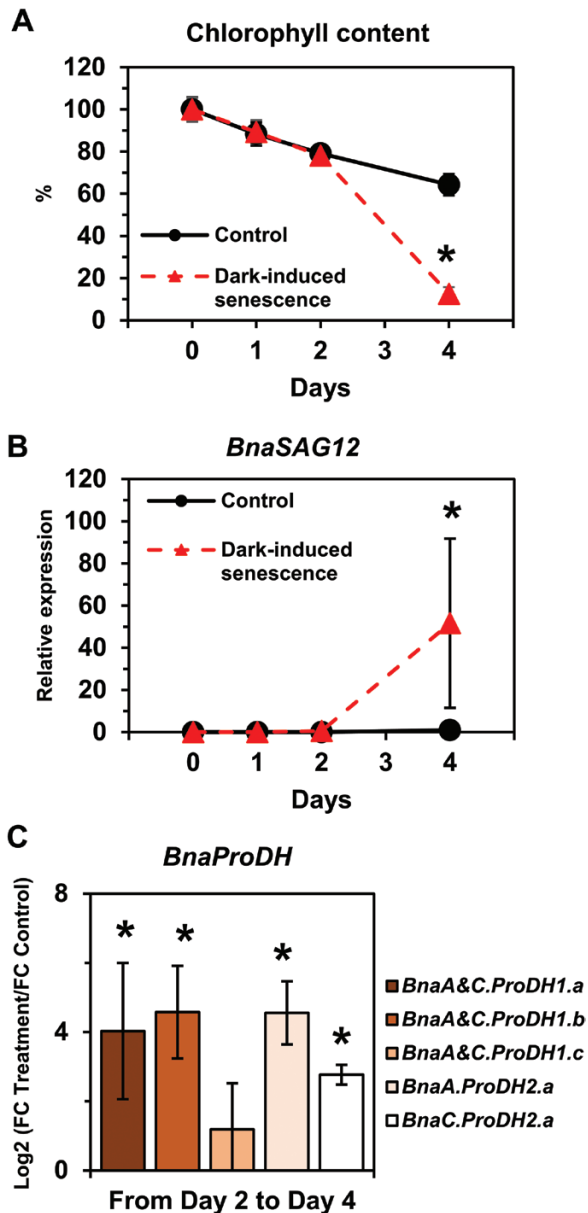 A
Chlorophyll content
120
100
80
60
40
20
0
%
Control
Dark-induced
senescence
*
0 1 2 3 4
Days
B
BnaSAG12
120
100
80
60
40
20
0
Relative expression
Control
Dark-induced
senescence
*
0 1 2 3 4
Days
C
BnaProDH
8
4
0
Log2 (FC Treatment/FC Control)
* * * *
BnaA&C.ProDH1.a
BnaA&C.ProDH1.b
BnaA&C.ProDH1.c
BnaA.ProDH2.a
BnaC.ProDH2.a
From Day 2 to Day 4